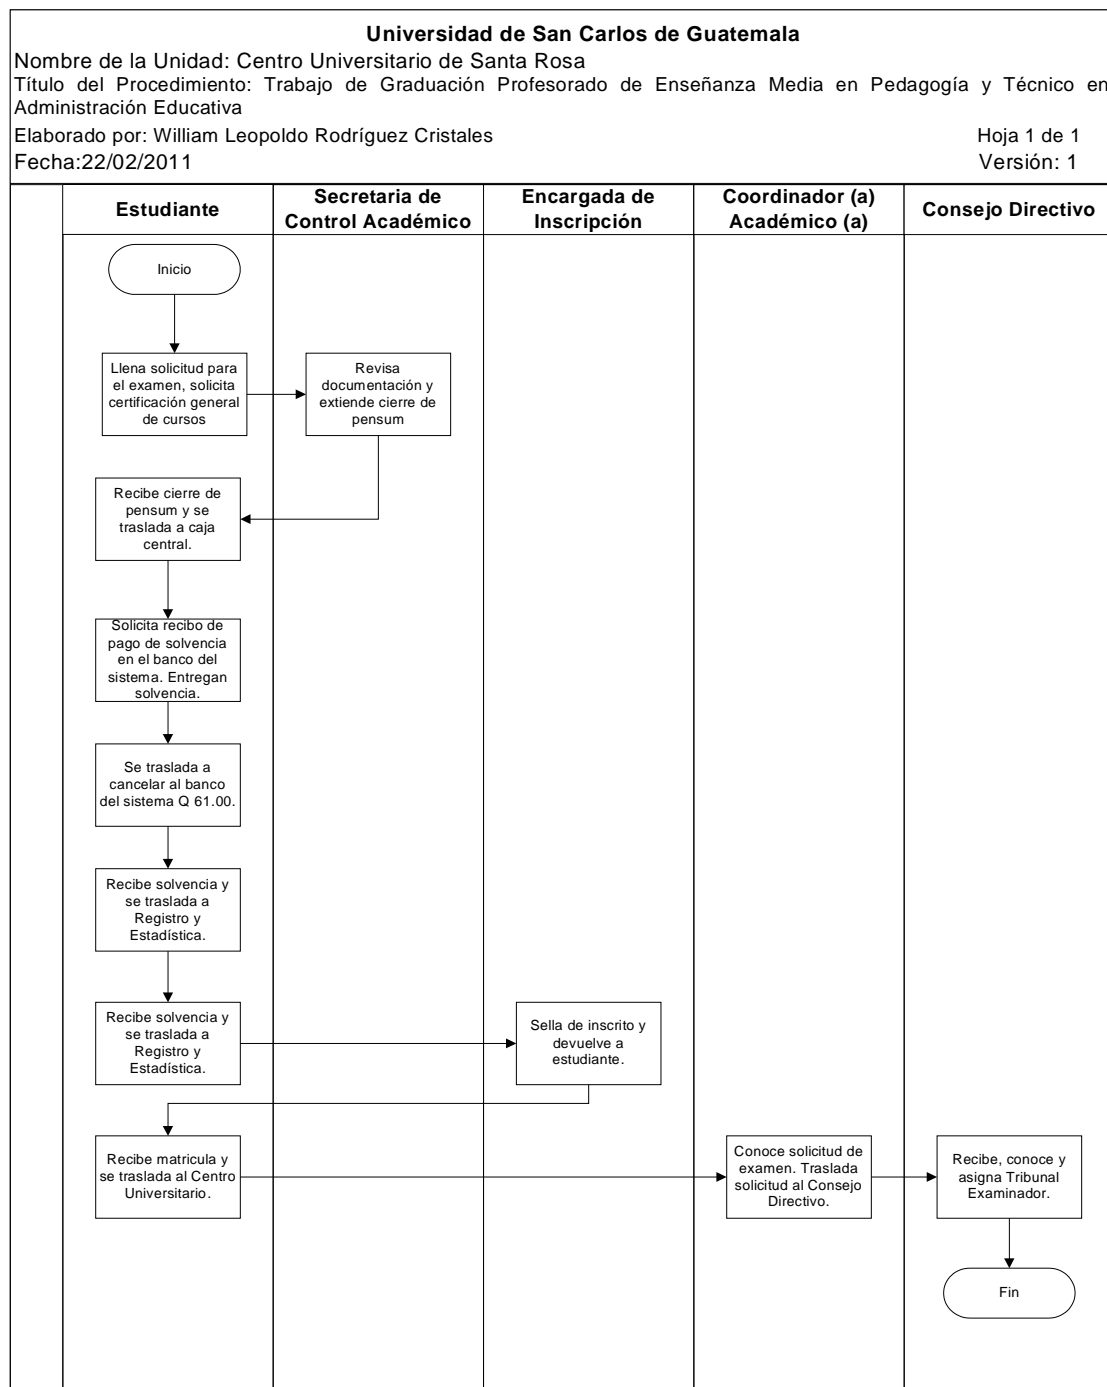 Universidad de San Carlos de Guatemala
Nombre de la Unidad: Centro Universitario de Santa Rosa
Título del Procedimiento: Trabajo de Graduación Profesorado de Enseñanza Media en Pedagogía y Técnico en
Administración Educativa
Elaborado por: William Leopoldo Rodríguez Cristales
Hoja 1 de 1
Fecha:22/02/2011
Versión: 1
Estudiante
Secretaria de
Control Académico
Encargada de
Inscripción
Coordinador (a)
Académico (a)
Consejo Directivo
Inicio
Llena solicitud para
el examen, solicita
certificación general
de cursos
Revisa
documentación y
extiende cierre de
pensum
Recibe cierre de
pensum y se
traslada a caja
central.
Solicita recibo de
pago de solvencia
en el banco del
sistema. Entregan
solvencia.
Se traslada a
cancelar al banco
del sistema Q 61.00.
Recibe solvencia y
se traslada a
Registro y
Estadística.
Recibe solvencia y
se traslada a
Registro y
Estadística.
Sella de inscrito y
devuelve a
estudiante.
Recibe matricula y
se traslada al Centro
Universitario.
Conoce solicitud de
examen. Traslada
solicitud al Consejo
Directivo.
Recibe, conoce y
asigna Tribunal
Examinador.
Fin